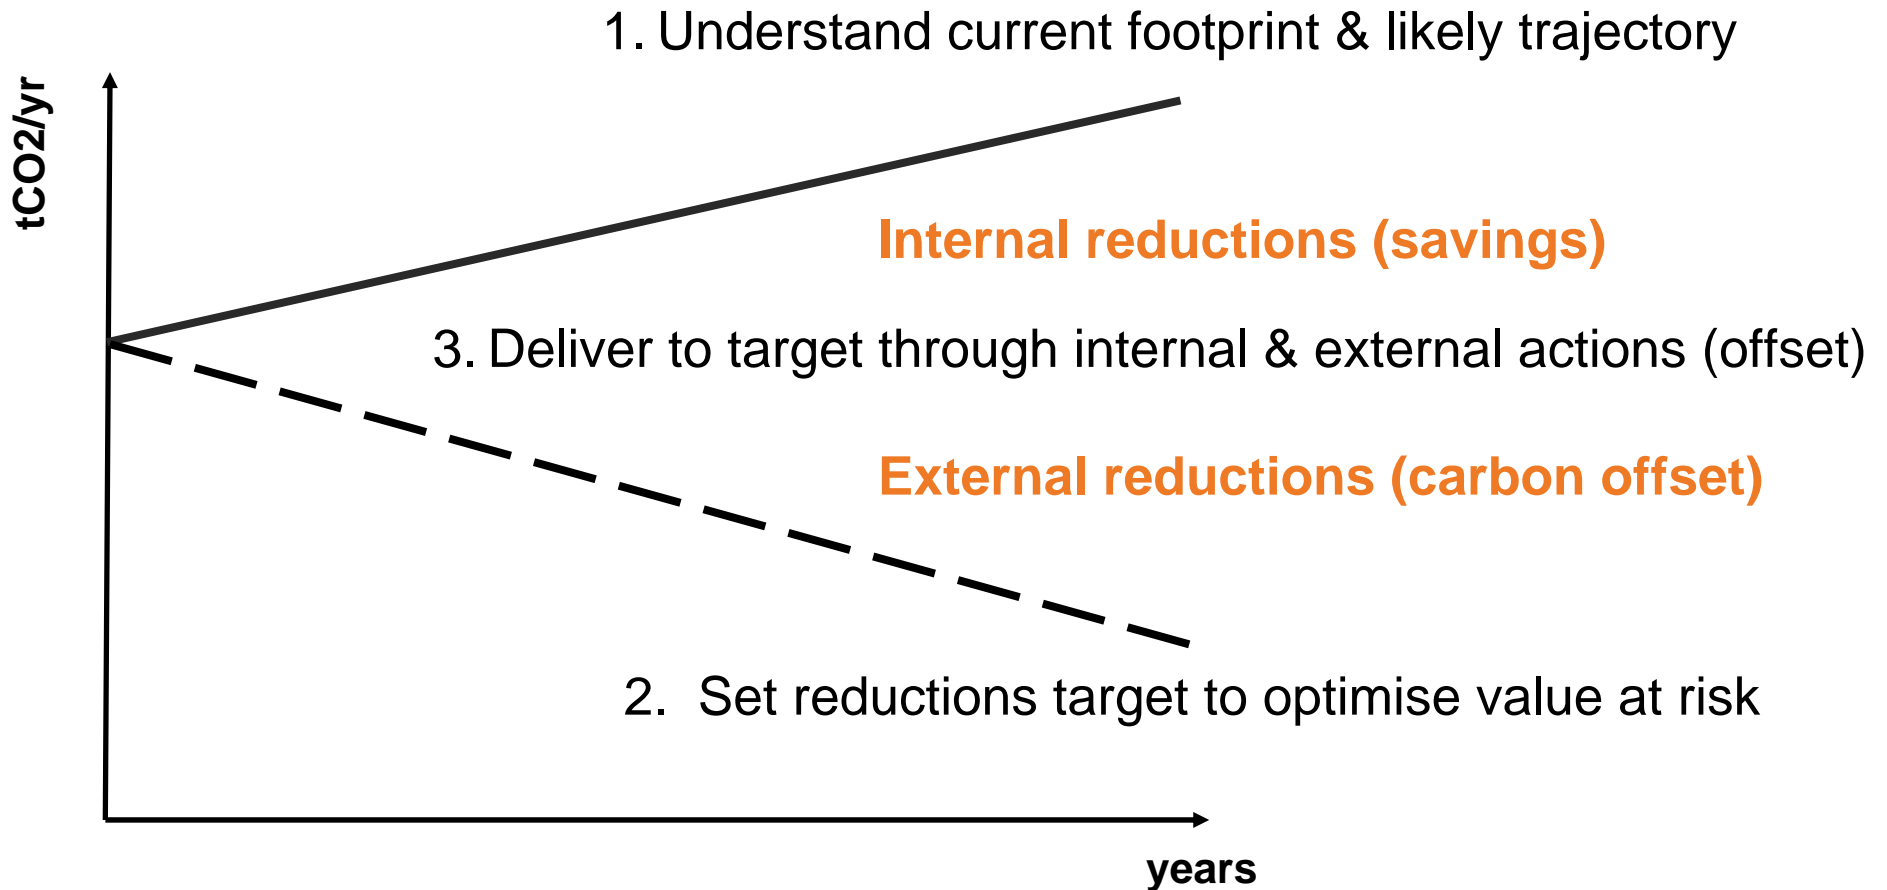 1. Understand current footprint & likely trajectory
tCO2/yr
Internal reductions (savings)
3. Deliver to target through internal & external actions (offset)
External reductions (carbon offset)
2. Set reductions target to optimise value at risk
years